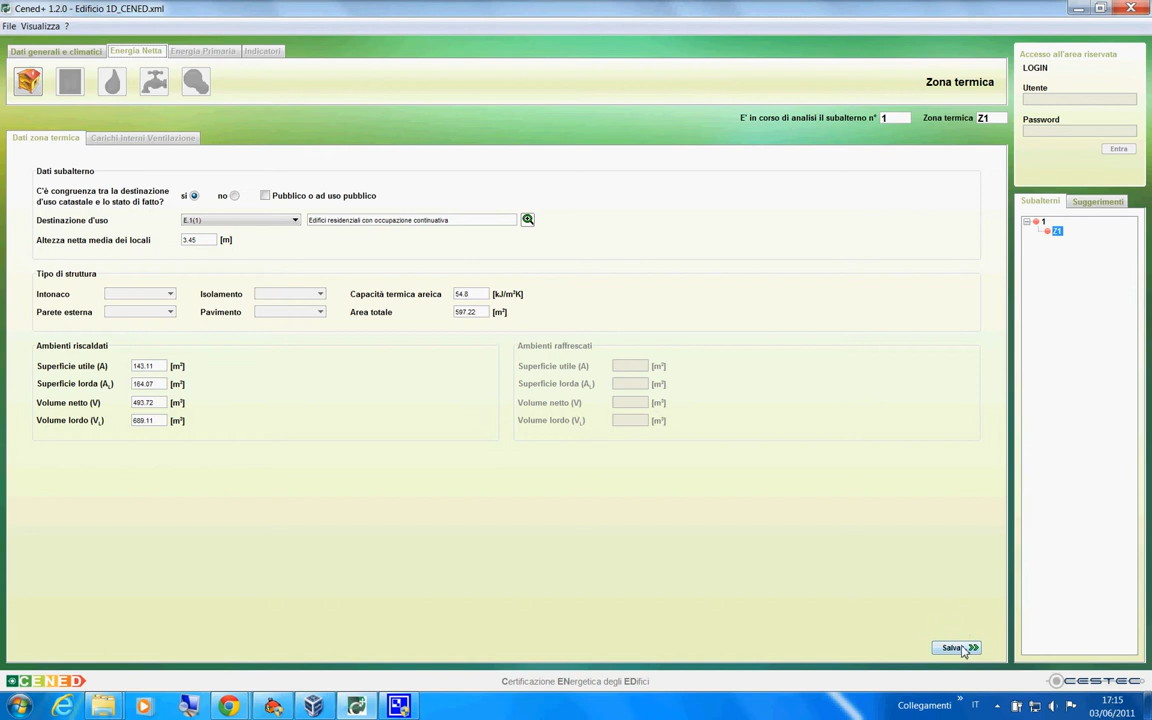 Cened+ 1.2.0 - Edificio 1D_CENED.xml
File Visualizza ?
Dati generali e climatici Energia Netta Energia Primaria Indicatori
Zona termica
E' in corso di analisi il subalterno n° 1 Zona termica Z1
Dati zona termica Carichi interni Ventilazione
Dati subalterno
C'è congruenza tra la destinazione
d'uso catastale e lo stato di fatto? si no Pubblico o ad uso pubblico
Destinazione d'uso E.1(1) Edifici residenziali con occupazione continuativa
Altezza netta media dei locali 3.45 [m]
Tipo di struttura
Intonaco Isolamento Capacità termica areica 54.8 [kJ/m²K]
Parete esterna Pavimento Area totale 597.22 [m²]
Ambienti riscaldati
Superficie utile (A) 143.11 [m²]
Superficie lorda (A_L) 164.07 [m²]
Volume netto (V) 493.72 [m³]
Volume lordo (V_L) 689.11 [m³]
Ambienti raffrescati
Superficie utile (A) [m²]
Superficie lorda (A_L) [m²]
Volume netto (V) [m³]
Volume lordo (V_L) [m³]
Salva
Accesso all'area riservata
LOGIN
Utente
Password
Entra
Subalterni Suggerimenti
1
Z1
CENED Certificazione ENergetica degli EDifici CESTEC
Collegamenti » IT 17:15
03/06/2011